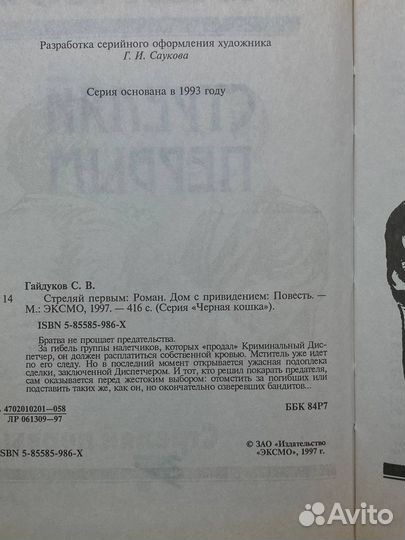 Разработка серийного оформления художника
Г. И. Саукова
Серия основана в 1993 году
СТРЕЛЯЙ
ПЕРВЫМ
Гайдуков С. В.
14 Стреляй первым: Роман. Дом с привидением: Повесть. —
М.: ЭКСМО, 1997. — 416 с. (Серия «Черная кошка»).
ISBN 5-85585-986-X
Братва не прощает предательства.
За гибель группы налетчиков, которых «продал» Криминальный Дис-
петчер, он должен расплатиться собственной кровью. Мститель уже идет
по его следу. Но в последний момент открывается ужасная подоплека
сделки, заключенной Диспетчером. И тот, кто решил покарать предателя,
сам оказывается перед жестоким выбором: отомстить за погибших или
подставить таких же, как он, но окончательно озверевших бандитов...
4702010201—058
ЛР 061309—97
ББК 84Р7
ISBN 5-85585-986-X
© ЗАО «Издательство
«ЭКСМО», 1997 г.
Avito